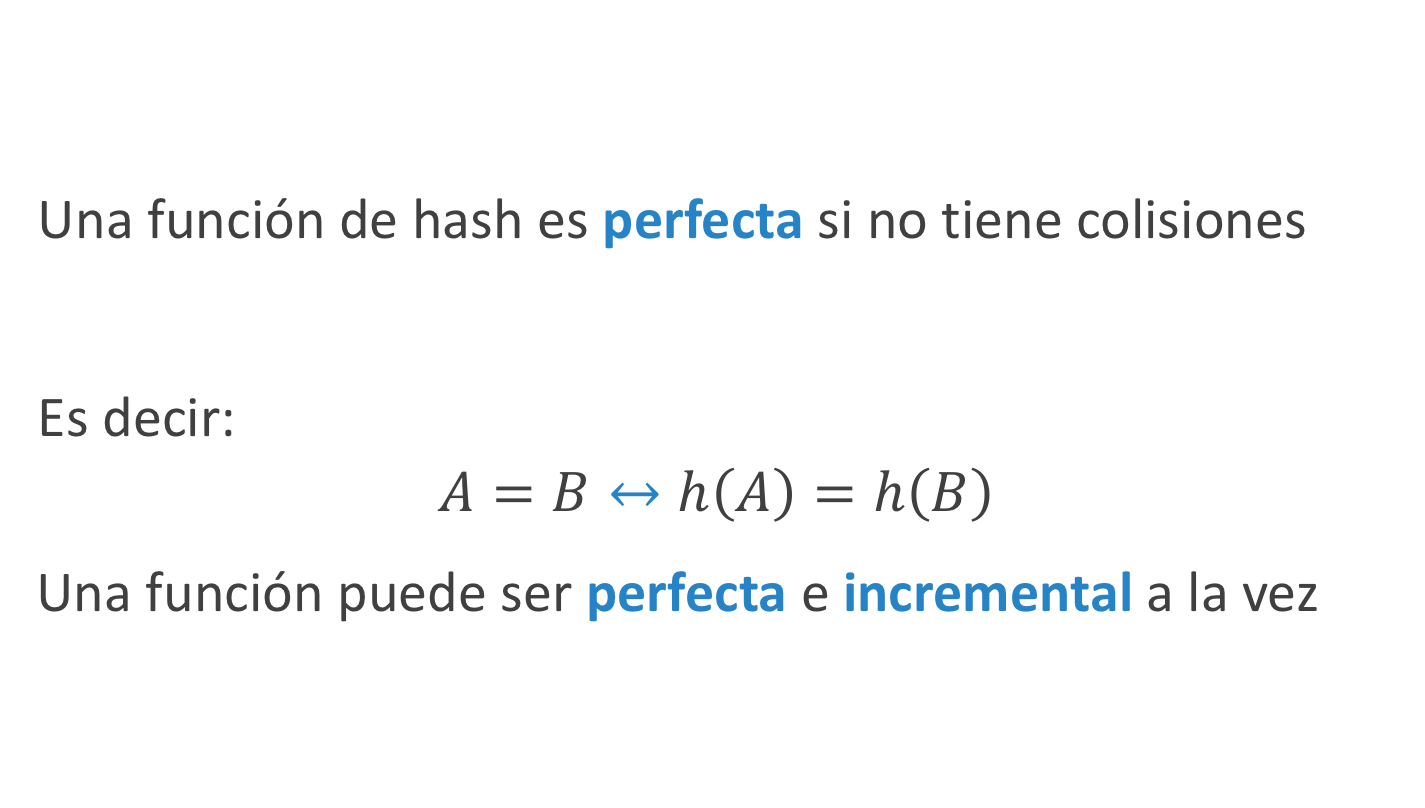 Una función de hash es perfecta si no tiene colisiones
Es decir:
A = B ↔ h(A) = h(B)
Una función puede ser perfecta e incremental a la vez